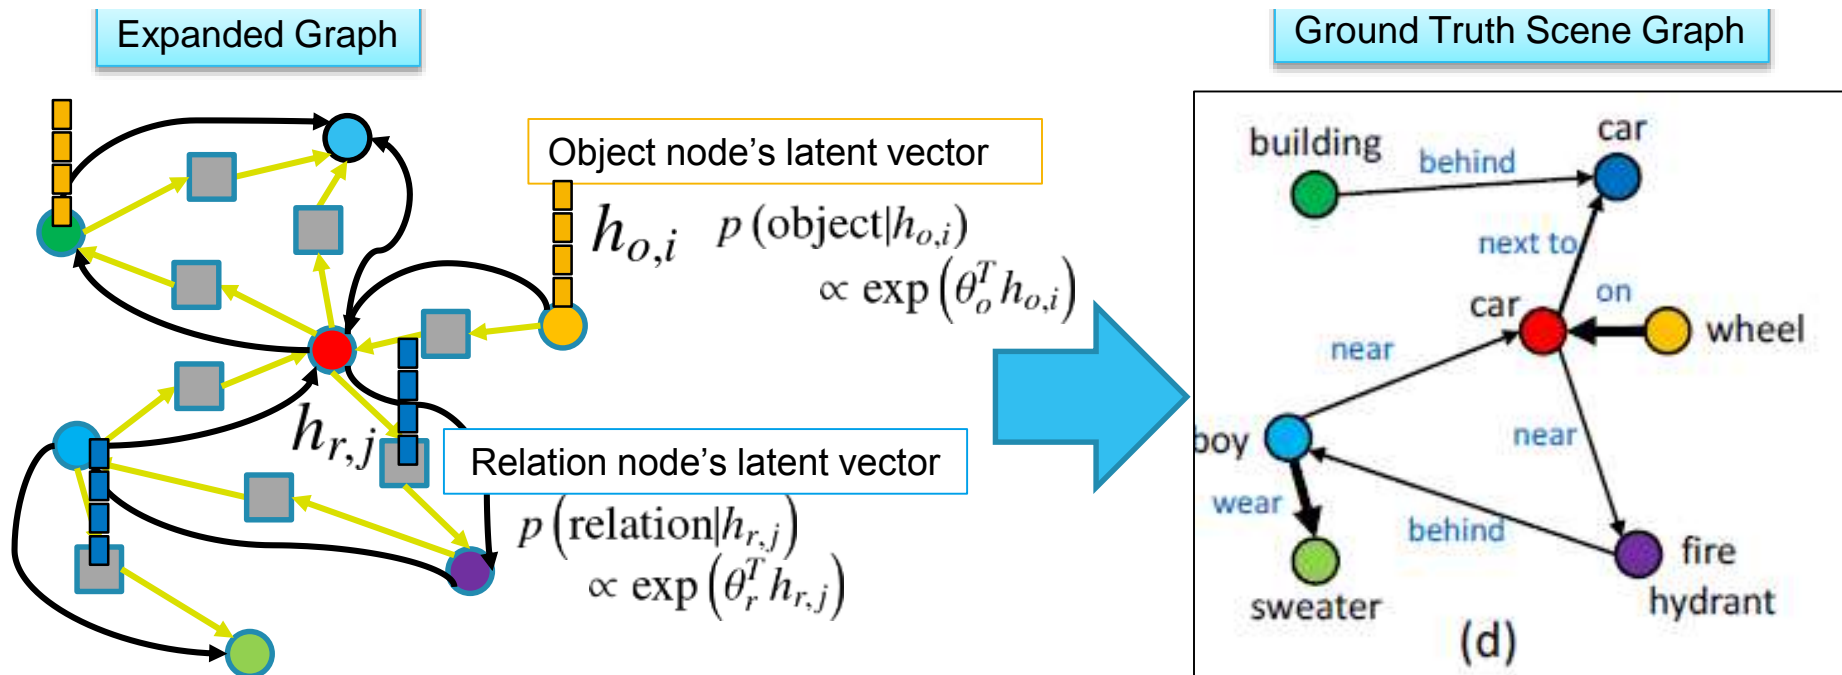 Expanded Graph
Object node's latent vector
h_{o,i}
p (object|h_{o,i})
∝ exp (θ_o^T h_{o,i})
h_{r,j}
Relation node's latent vector
p (relation|h_{r,j})
∝ exp (θ_r^T h_{r,j})
Ground Truth Scene Graph
building
behind
car
next to
car
on
wheel
near
boy
near
wear
behind
fire
hydrant
sweater
(d)